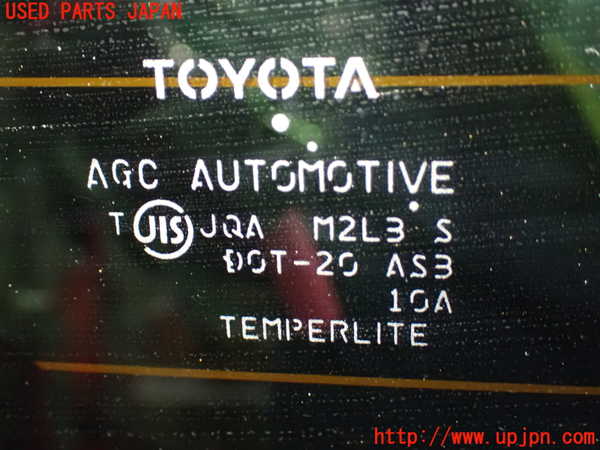 USED PARTS JAPAN
TOYOTA
AGC AUTOMOTIVE
T JIS JQA M2L3 S
DOT-20 AS3
10A
TEMPERLITE
http://www.upjpn.com/